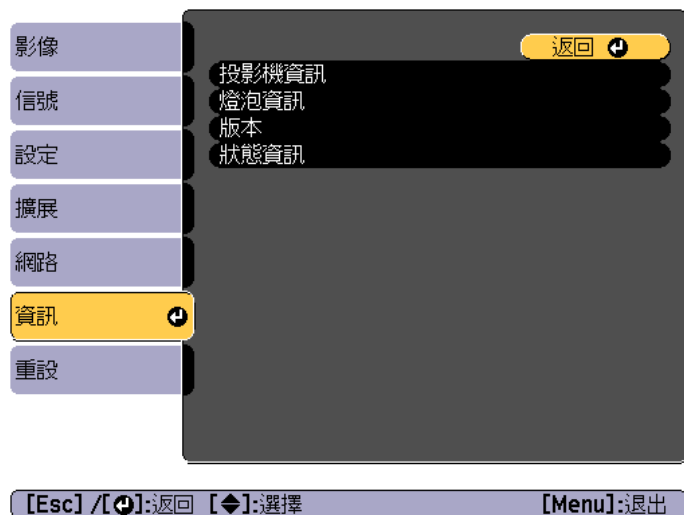 影像
信號
設定
擴展
網路
資訊
重設
返回
投影機資訊
燈泡資訊
版本
狀態資訊
[Esc] /[⏎]:返回 [◆]:選擇 [Menu]:退出